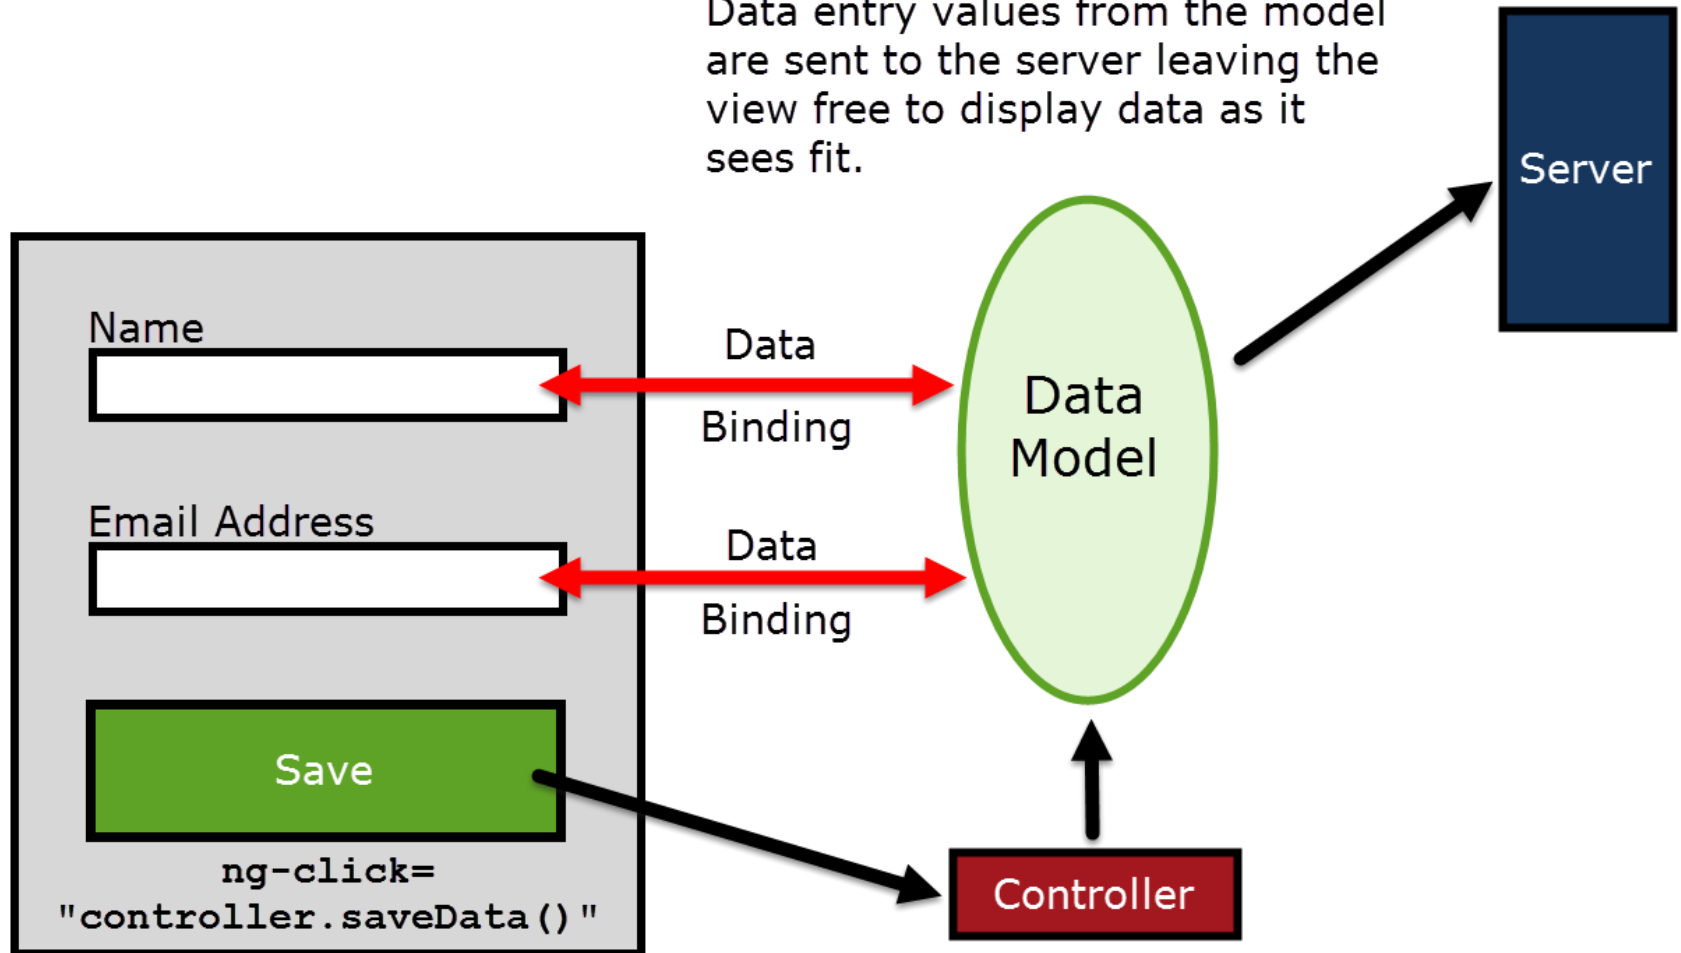 Data entry values from the model
are sent to the server leaving the
view free to display data as it
sees fit.
Server
Name
Data
Binding
Data
Model
Email Address
Data
Binding
Save
ng-click=
"controller.saveData()"
Controller